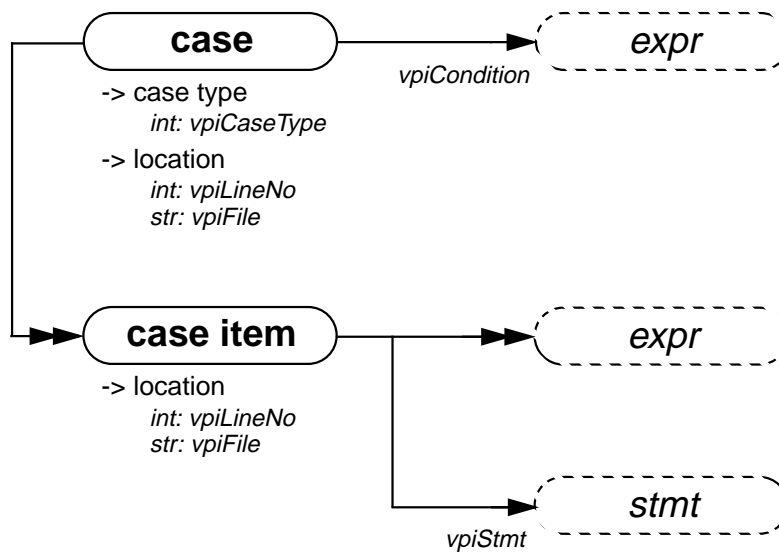 case
expr
vpiCondition
-> case type
int: vpiCaseType
-> location
int: vpiLineNo
str: vpiFile
case item
expr
-> location
int: vpiLineNo
str: vpiFile
stmt
vpiStmt